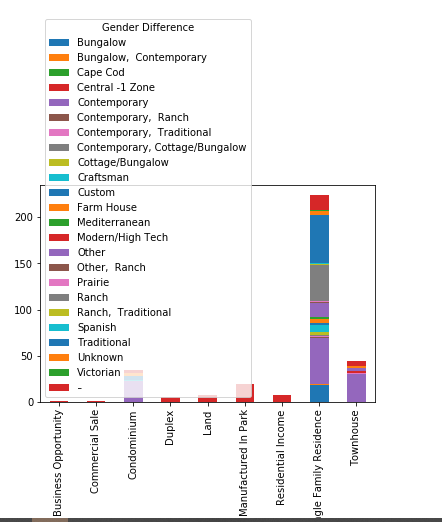 Gender Difference
Bungalow
Bungalow,  Contemporary
Cape Cod
Central -1 Zone
Contemporary
Contemporary,  Ranch
Contemporary,  Traditional
Contemporary, Cottage/Bungalow
Cottage/Bungalow
Craftsman
Custom
Farm House
Mediterranean
Modern/High Tech
Other
Other,  Ranch
Prairie
Ranch
Ranch,  Traditional
Spanish
Traditional
Unknown
Victorian
-
200
150
100
50
0
Business Opportunity
Commercial Sale
Condominium
Duplex
Land
Manufactured In Park
Residential Income
gle Family Residence
Townhouse